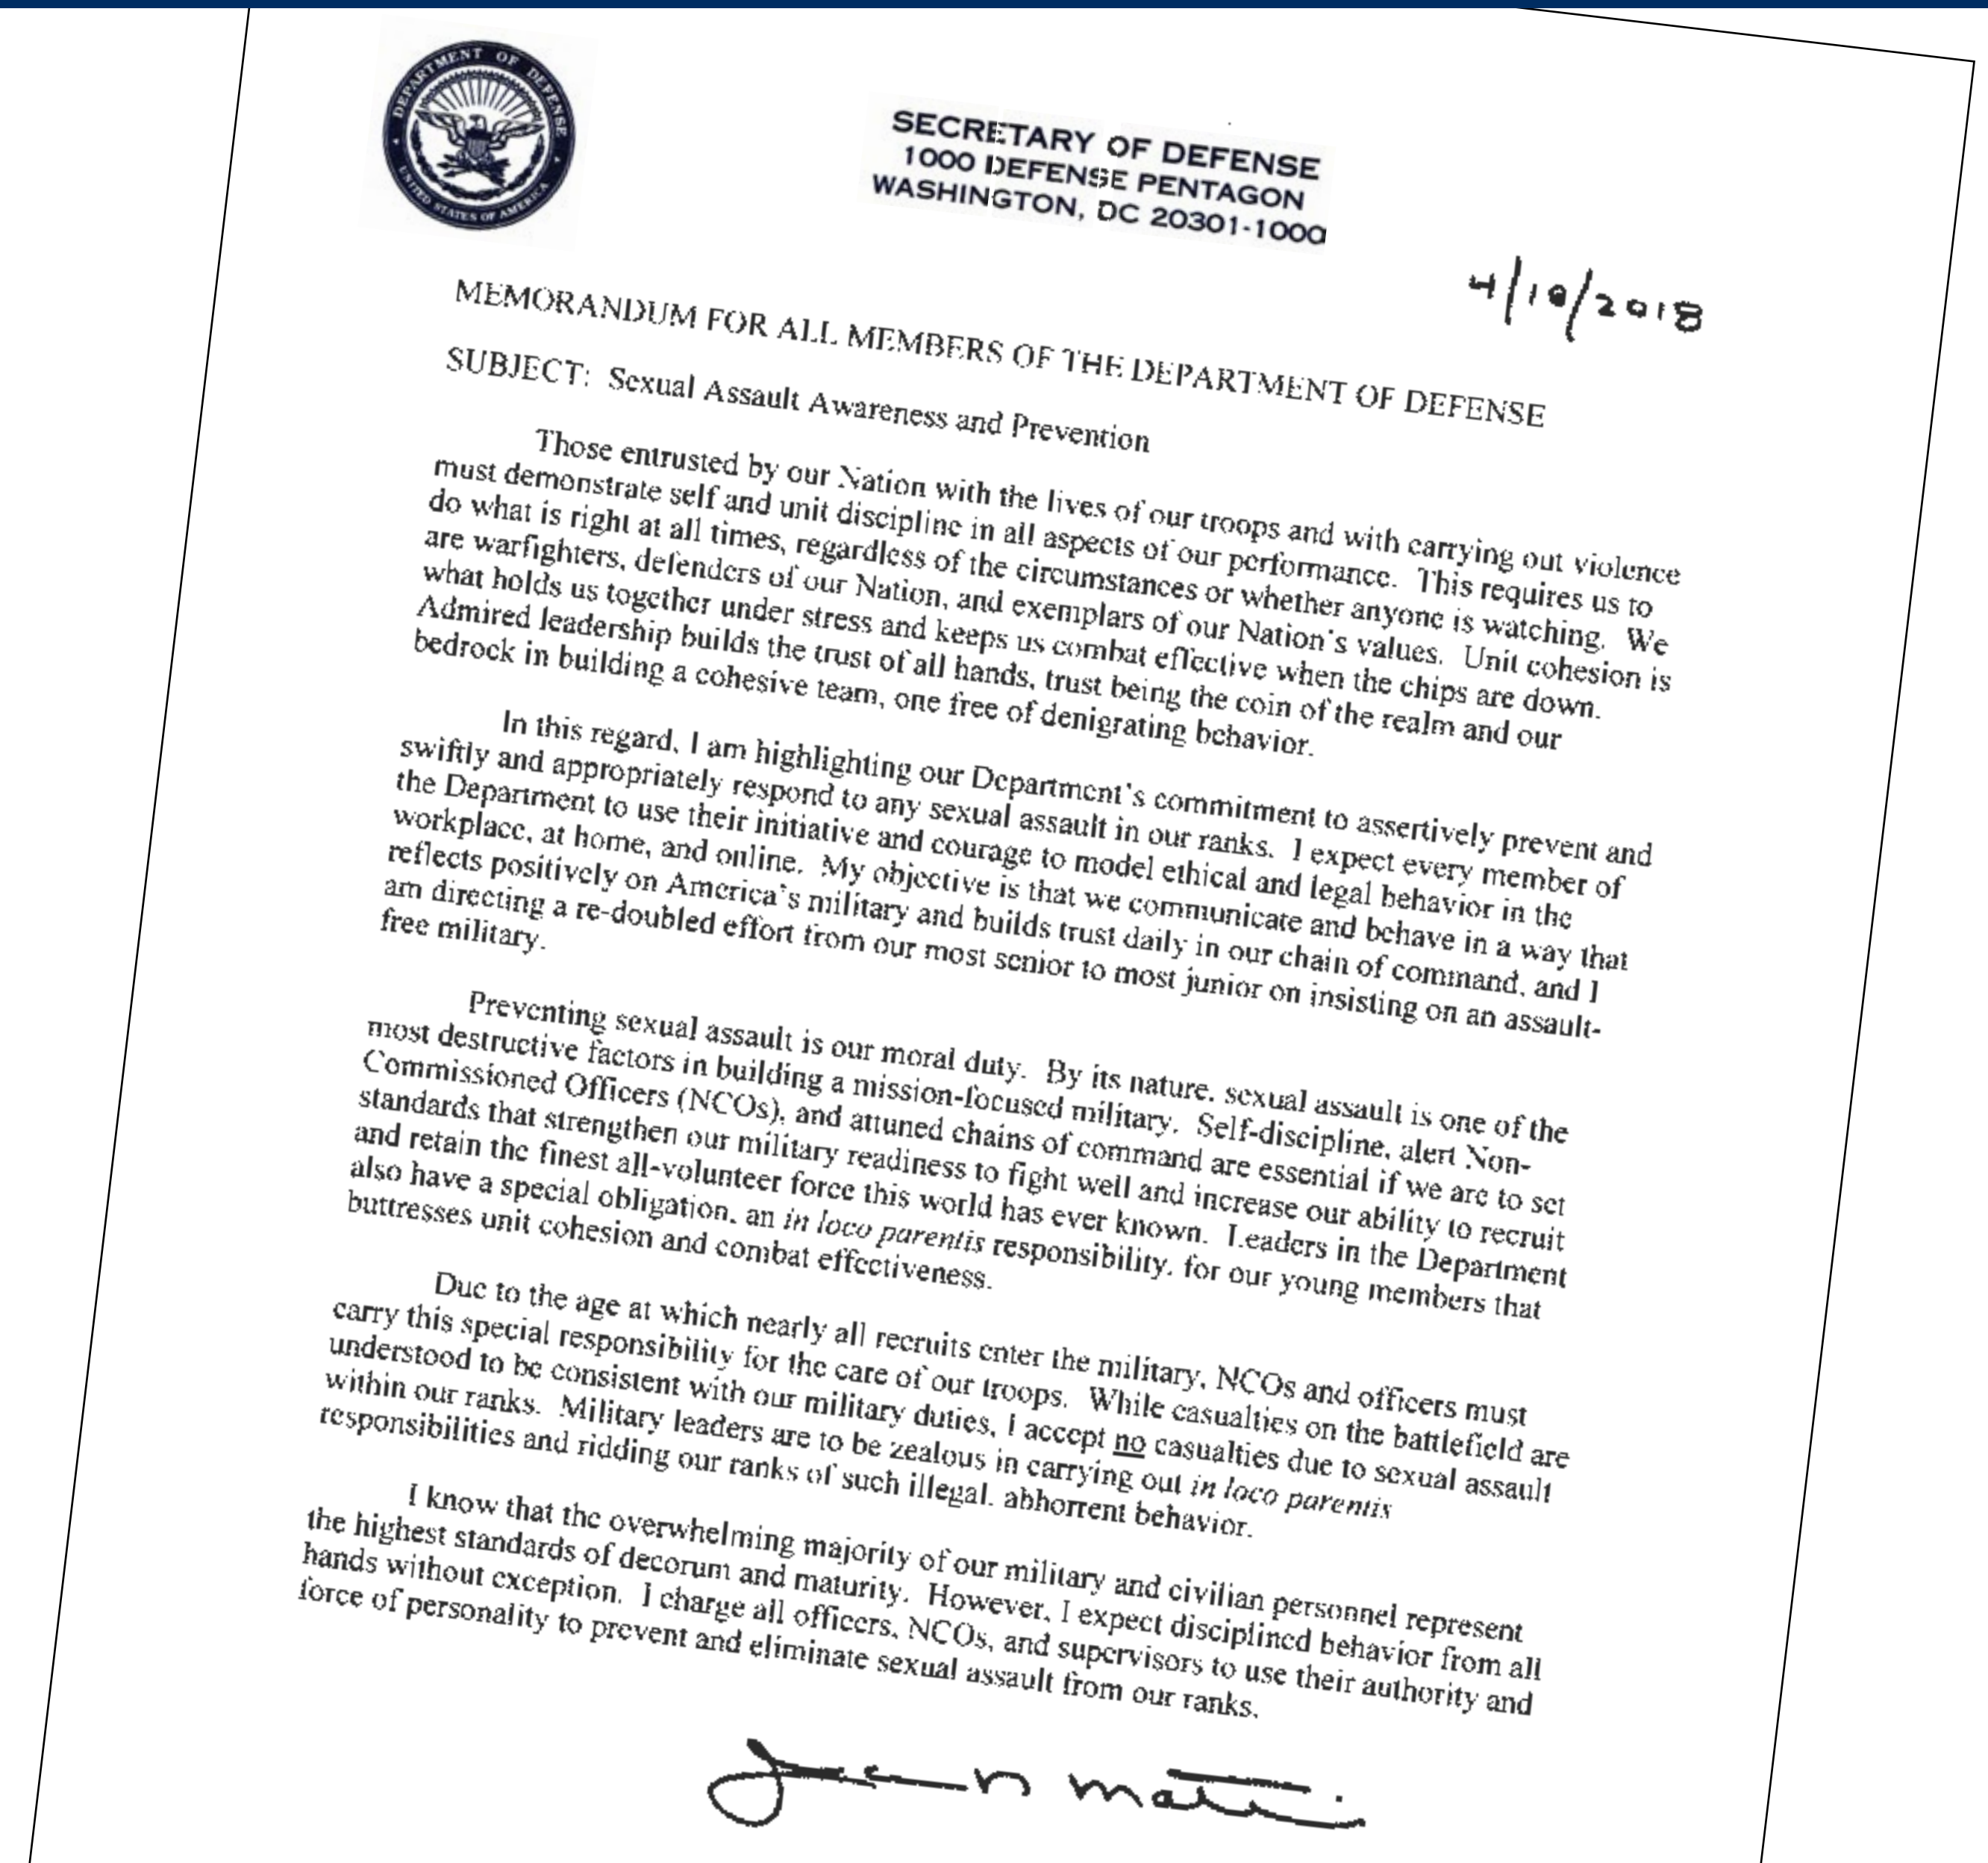 DEPARTMENT OF DEFENSE
UNITED STATES OF AMERICA
SECRETARY OF DEFENSE
1000 DEFENSE PENTAGON
WASHINGTON, DC 20301-1000
4/10/2018
MEMORANDUM FOR ALL MEMBERS OF THE DEPARTMENT OF DEFENSE
SUBJECT: Sexual Assault Awareness and Prevention
Those entrusted by our Nation with the lives of our troops and with carrying out violence
must demonstrate self and unit discipline in all aspects of our performance. This requires us to
do what is right at all times, regardless of the circumstances or whether anyone is watching. We
are warfighters, defenders of our Nation, and exemplars of our Nation's values. Unit cohesion is
what holds us together under stress and keeps us combat effective when the chips are down.
Admired leadership builds the trust of all hands, trust being the coin of the realm and our
bedrock in building a cohesive team, one free of denigrating behavior.
In this regard, I am highlighting our Department's commitment to assertively prevent and
swiftly and appropriately respond to any sexual assault in our ranks. I expect every member of
the Department to use their initiative and courage to model ethical and legal behavior in the
workplace, at home, and online. My objective is that we communicate and behave in a way that
reflects positively on America's military and builds trust daily in our chain of command, and I
am directing a re-doubled effort from our most senior to most junior on insisting on an assault-
free military.
Preventing sexual assault is our moral duty. By its nature, sexual assault is one of the
most destructive factors in building a mission-focused military. Self-discipline, alert Non-
Commissioned Officers (NCOs), and attuned chains of command are essential if we are to set
standards that strengthen our military readiness to fight well and increase our ability to recruit
and retain the finest all-volunteer force this world has ever known. Leaders in the Department
also have a special obligation, an in loco parentis responsibility, for our young members that
buttresses unit cohesion and combat effectiveness.
Due to the age at which nearly all recruits enter the military, NCOs and officers must
carry this special responsibility for the care of our troops. While casualties on the battlefield are
understood to be consistent with our military duties, I accept no casualties due to sexual assault
within our ranks. Military leaders are to be zealous in carrying out in loco parentis
responsibilities and ridding our ranks of such illegal, abhorrent behavior.
I know that the overwhelming majority of our military and civilian personnel represent
the highest standards of decorum and maturity. However, I expect disciplined behavior from all
hands without exception. I charge all officers, NCOs, and supervisors to use their authority and
force of personality to prevent and eliminate sexual assault from our ranks.